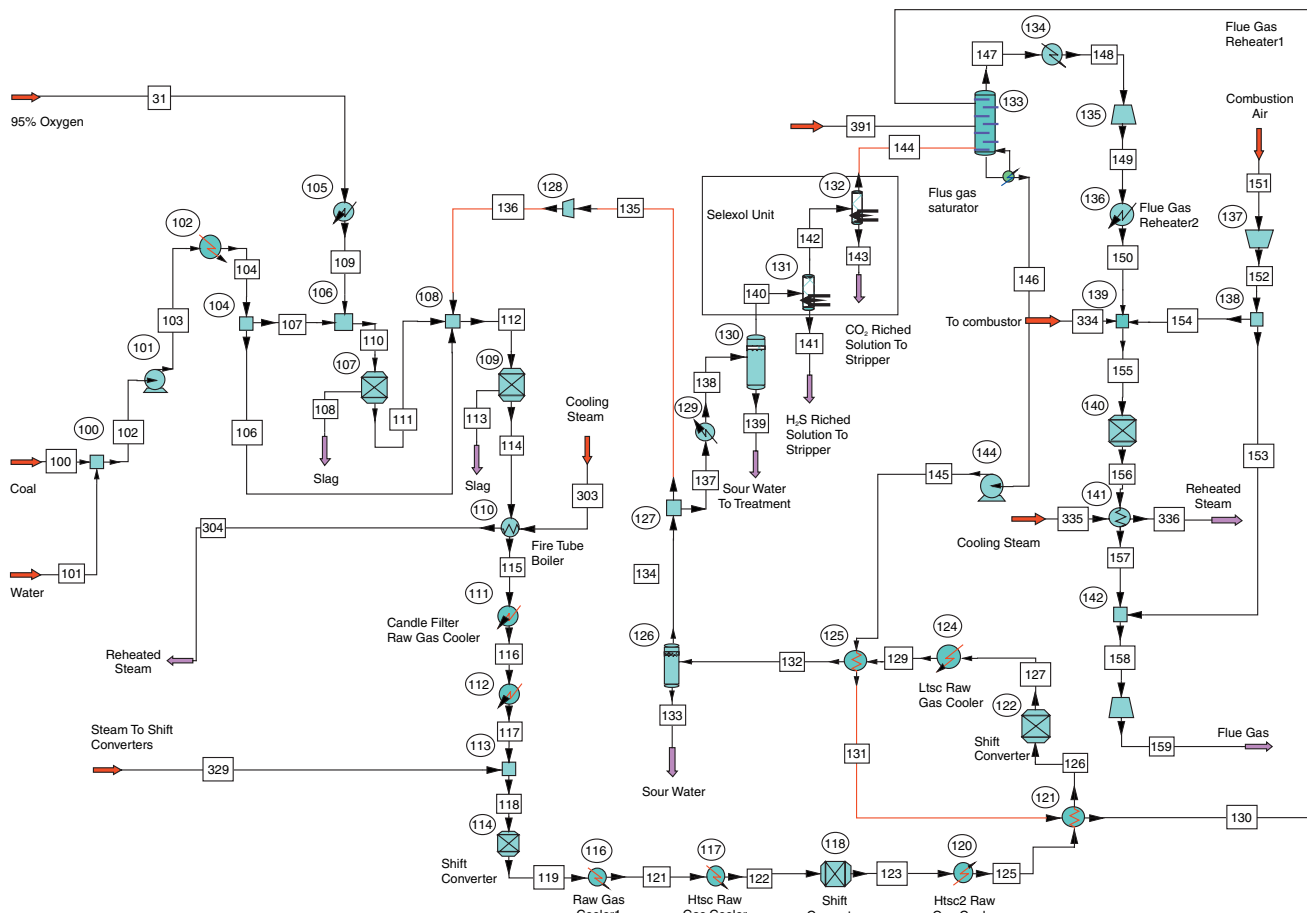 134
Flue Gas
Reheater1
147
148
31
95% Oxygen
133
135
Combustion
Air
391
144
149
151
105
102
128
136
135
132
Selexol Unit
Flus gas
saturator
136
Flue Gas
Reheater2
137
142
143
150
104
109
131
146
152
104
106
108
140
139
138
103
107
112
To combustor
334
154
101
110
130
141
CO₂ Riched
Solution To
Stripper
107
109
155
138
100
102
108
106
111
113
Cooling
Steam
129
139
H₂S Riched
Solution To
Stripper
140
114
153
100
Coal
Slag
Slag
137
Sour Water
To Treatment
145
144
156
303
141
Reheated
Steam
304
110
127
335
336
Fire Tube
Boiler
Cooling Steam
115
157
101
Water
134
111
142
Candle Filter
Raw Gas Cooler
126
125
124
116
132
129
158
Reheated
Steam
127
112
Ltsc Raw
Gas Cooler
122
117
133
Steam To Shift
Converters
113
Shift
Converter
Flue Gas
159
131
126
329
Sour Water
118
121
130
114
116
117
118
120
Shift
Converter
119
121
122
123
125
Raw Gas
Htsc Raw
Shift
Htsc2 Raw